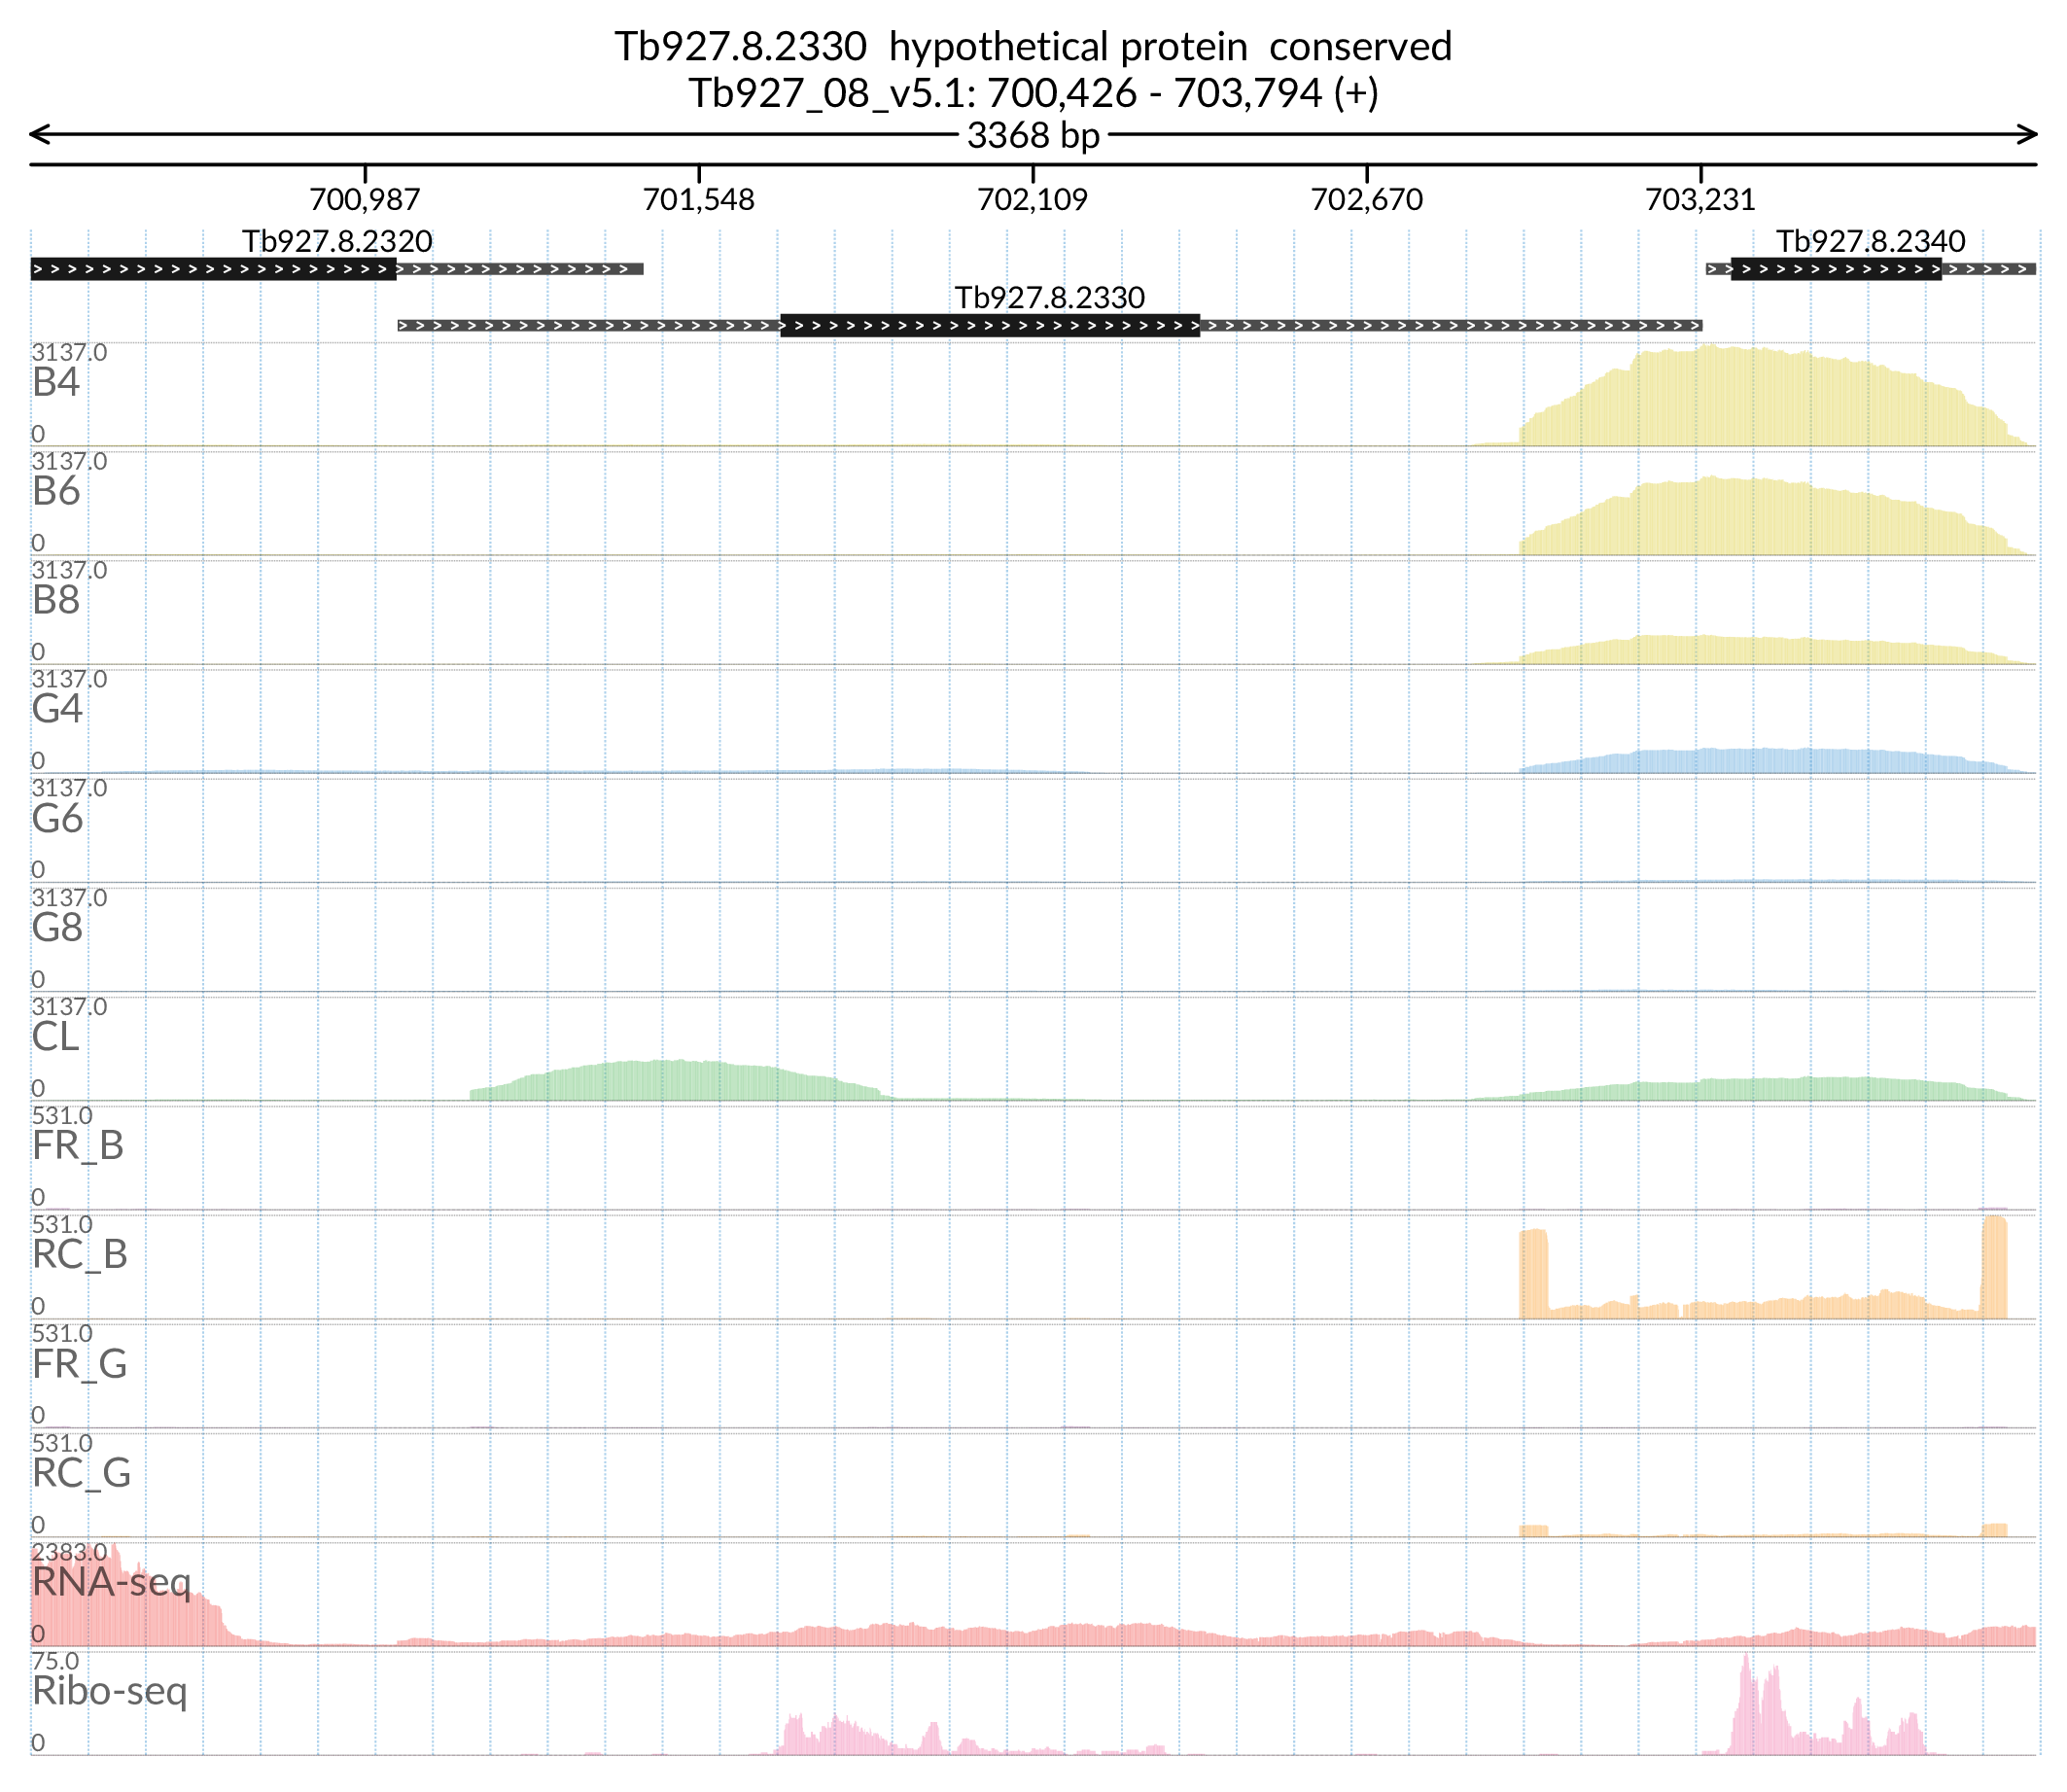 Tb927.8.2330 hypothetical protein conserved
Tb927_08_v5.1: 700,426 - 703,794 (+)
3368 bp
700,987 701,548 702,109 702,670 703,231
Tb927.8.2320 Tb927.8.2340
Tb927.8.2330
3137.0
B4
0
3137.0
B6
0
3137.0
B8
0
3137.0
G4
0
3137.0
G6
0
3137.0
G8
0
3137.0
CL
0
531.0
FR_B
0
531.0
RC_B
0
531.0
FR_G
0
531.0
RC_G
0
2383.0
RNA-seq
0
75.0
Ribo-seq
0